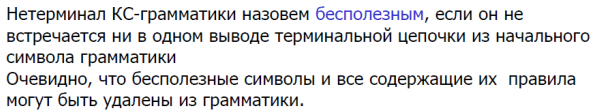 Нетерминал КС-грамматики назовем бесполезным, если он не
встречается ни в одном выводе терминальной цепочки из начального
символа грамматики
Очевидно, что бесполезные символы и все содержащие их правила
могут быть удалены из грамматики.